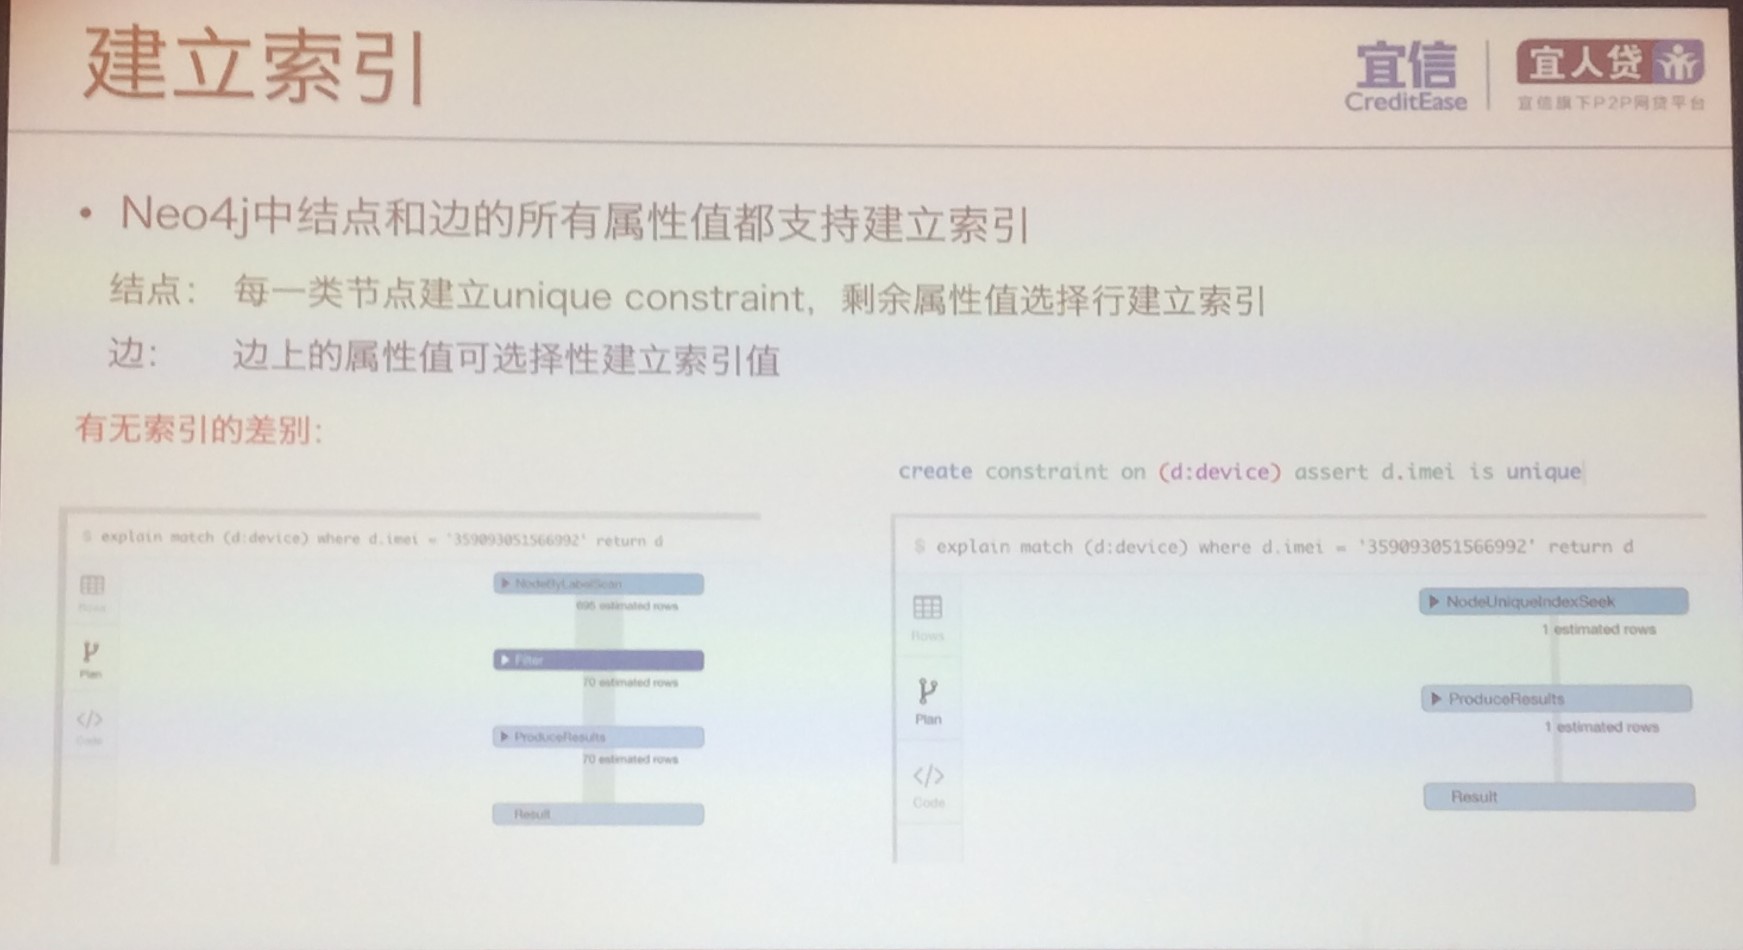 建立索引
宜信
CreditEase
宜人贷
宜信旗下P2P网贷平台
• Neo4j中结点和边的所有属性值都支持建立索引
结点： 每一类节点建立unique constraint，剩余属性值选择行建立索引
边： 边上的属性值可选择性建立索引值
有无索引的差别：
create constraint on (d:device) assert d.imei is unique
$ explain match (d:device) where d.imei = '359093051566992' return d
NodeByLabelScan
695 estimated rows
Rows
Filter
Plan
70 estimated rows
Code
ProduceResults
70 estimated rows
Result
$ explain match (d:device) where d.imei = '359093051566992' return d
NodeUniqueIndexSeek
1 estimated rows
Rows
ProduceResults
Plan
1 estimated rows
Result
Code